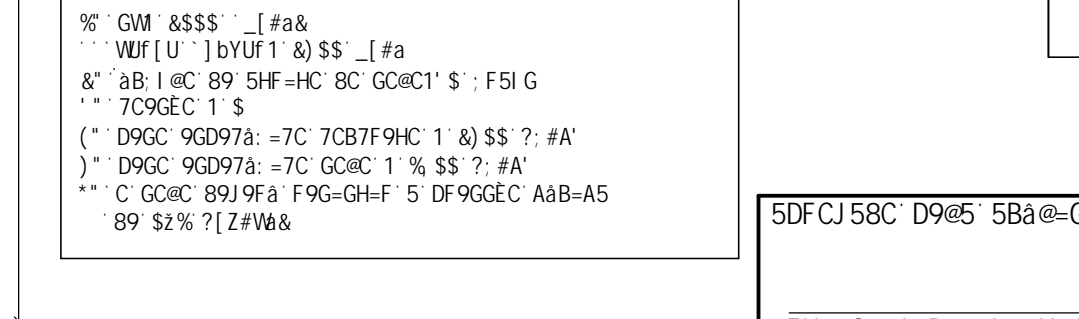 %"˙GW1˙&$$$˙˙_[#a&
˙˙˙WUf[U˙`]bYUf1˙&)$$˙_[#a
&"˙àB;I@C˙89˙5HF=HC˙8C˙GC@C1'$˙;F5IG
'"˙7C9GÈC˙1˙$
("˙D9GC˙9GD97å:=7C˙7CB7F9HC˙1˙&)$$˙?;#A'
)"˙D9GC˙9GD97å:=7C˙GC@C˙1˙%,$$˙?;#A'
*"˙C˙GC@C˙89J9Fâ˙F9G=GH=F˙5˙DF9GGÈC˙AåB=A5
˙89˙$ž%˙?[Z#Wa&
5DFCJ58C˙D9@5˙5Bâ@=G